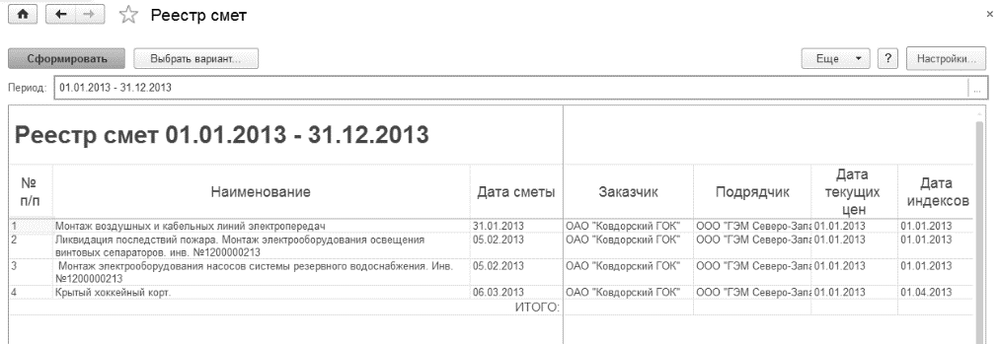 Реестр смет
Сформировать Выбрать вариант... Еще ? Настройки...
Период: 01.01.2013 - 31.12.2013 ...
Реестр смет 01.01.2013 - 31.12.2013
№ п/п Наименование Дата сметы Заказчик Подрядчик Дата текущих цен Дата индексов
1 Монтаж воздушных и кабельных линий электропередач 31.01.2013 ОАО "Ковдорский ГОК" ООО "ГЭМ Северо-Запа 01.01.2013 01.01.2013
2 Ликвидация последствий пожара. Монтаж электрооборудования освещения 05.02.2013 ОАО "Ковдорский ГОК" ООО "ГЭМ Северо-Запа 01.01.2013 01.01.2013
винтовых сепараторов. инв. №1200000213
3 Монтаж электрооборудования насосов системы резервного водоснабжения. Инв. 05.02.2013 ОАО "Ковдорский ГОК" ООО "ГЭМ Северо-Запа 01.01.2013 01.01.2013
№1200000213
4 Крытый хоккейный корт. 06.03.2013 ОАО "Ковдорский ГОК" ООО "ГЭМ Северо-Запа 01.01.2013 01.04.2013
ИТОГО: